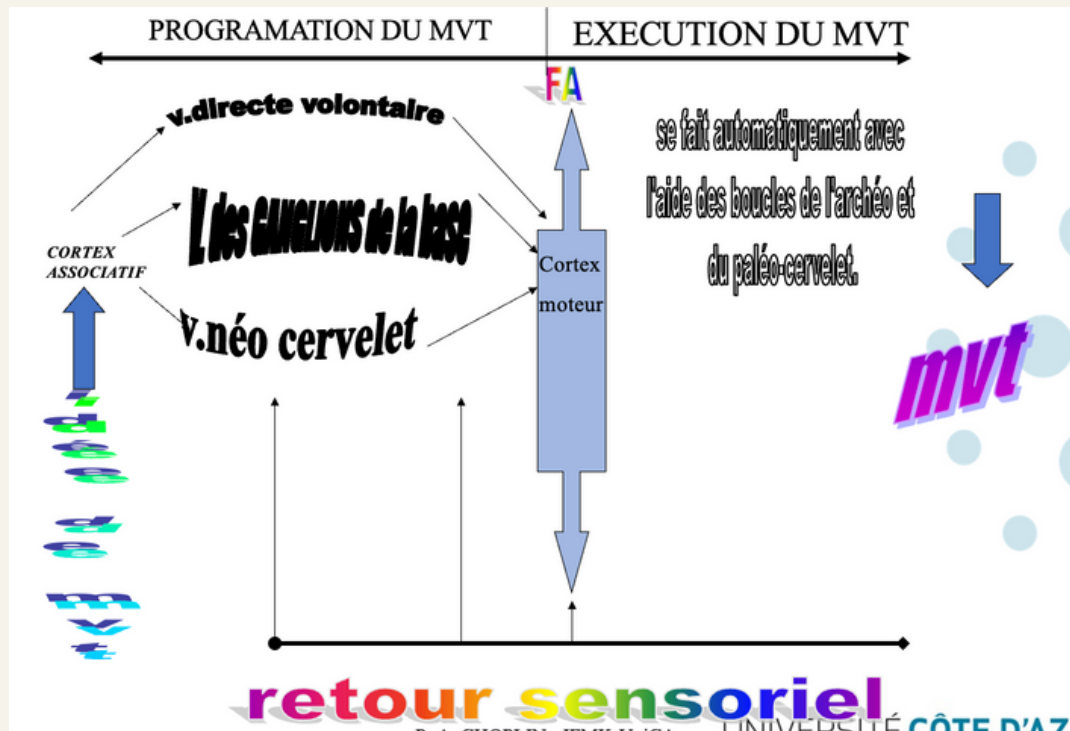 PROGRAMATION DU MVT
EXECUTION DU MVT
FA
v.directe volontaire
se fait automatiquement avec
l'aide des boucles de l'archéo et
du paléo-cervelet.
V. des GANGLIONS de la base
CORTEX
ASSOCIATIF
Cortex
moteur
v.néo cervelet
mvt
idée de mvt
retour sensoriel
UNIVERSITÉ CÔTE D'AZ